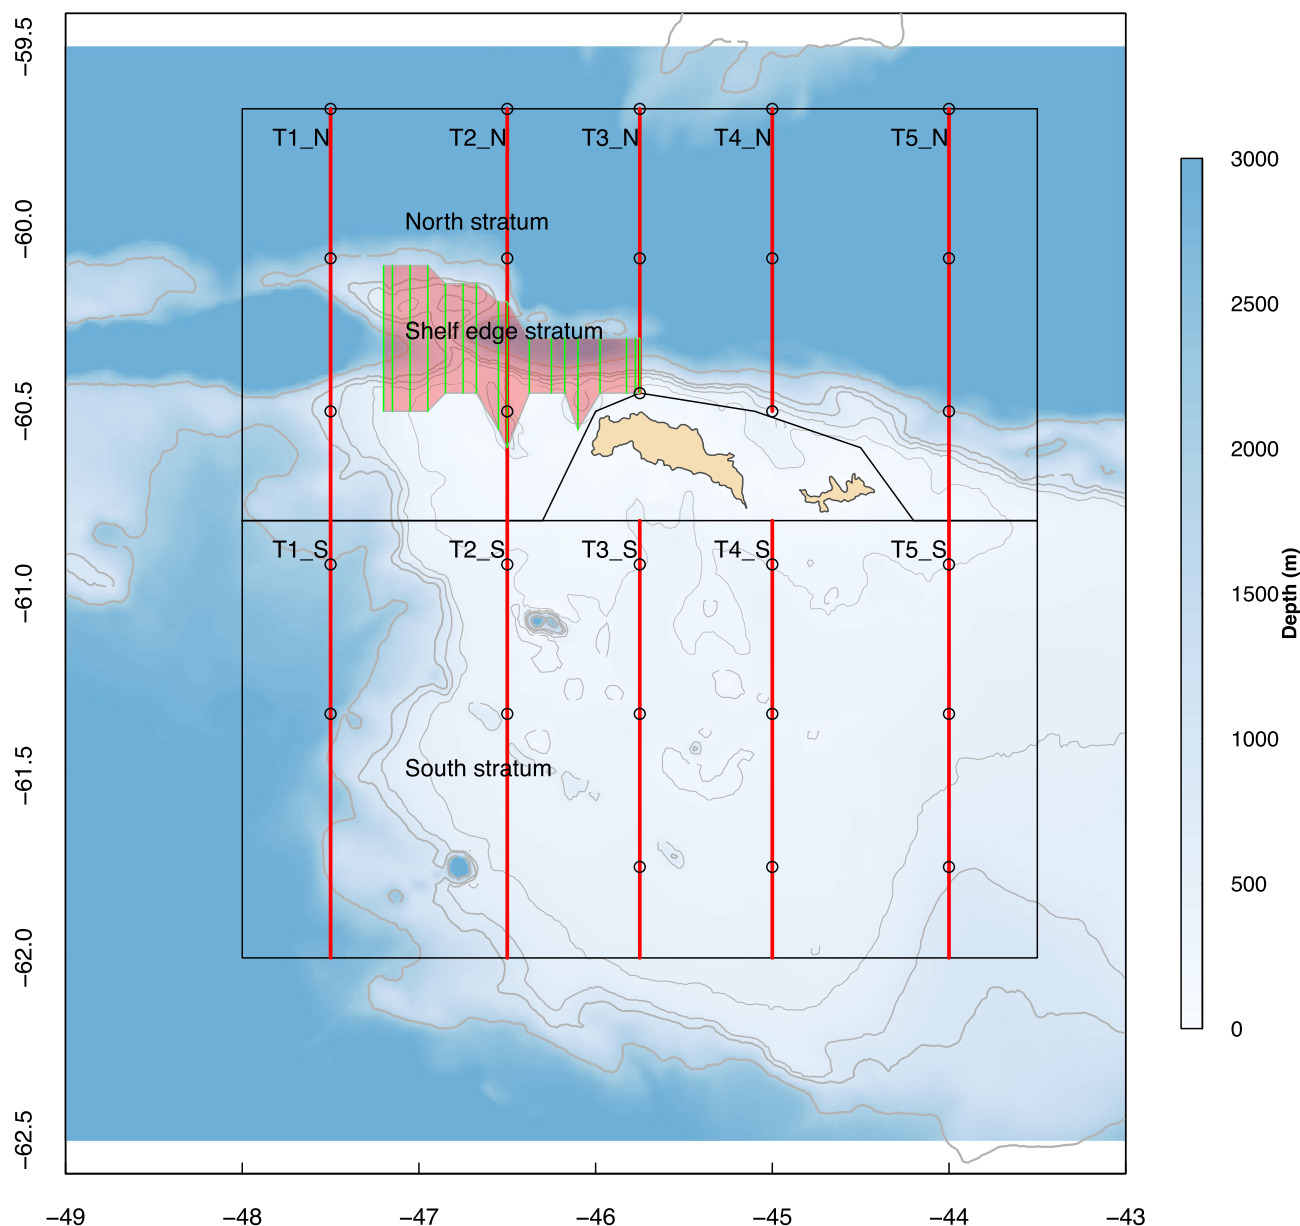 −59.5
T1_N T2_N T3_N T4_N T5_N
3000
−60.0
North stratum
2500
Shelf edge stratum
−60.5
2000
T1_S T2_S T3_S T4_S T5_S
−61.0
1500
Depth (m)
−61.5
South stratum
1000
500
−62.0
0
−62.5
−49 −48 −47 −46 −45 −44 −43